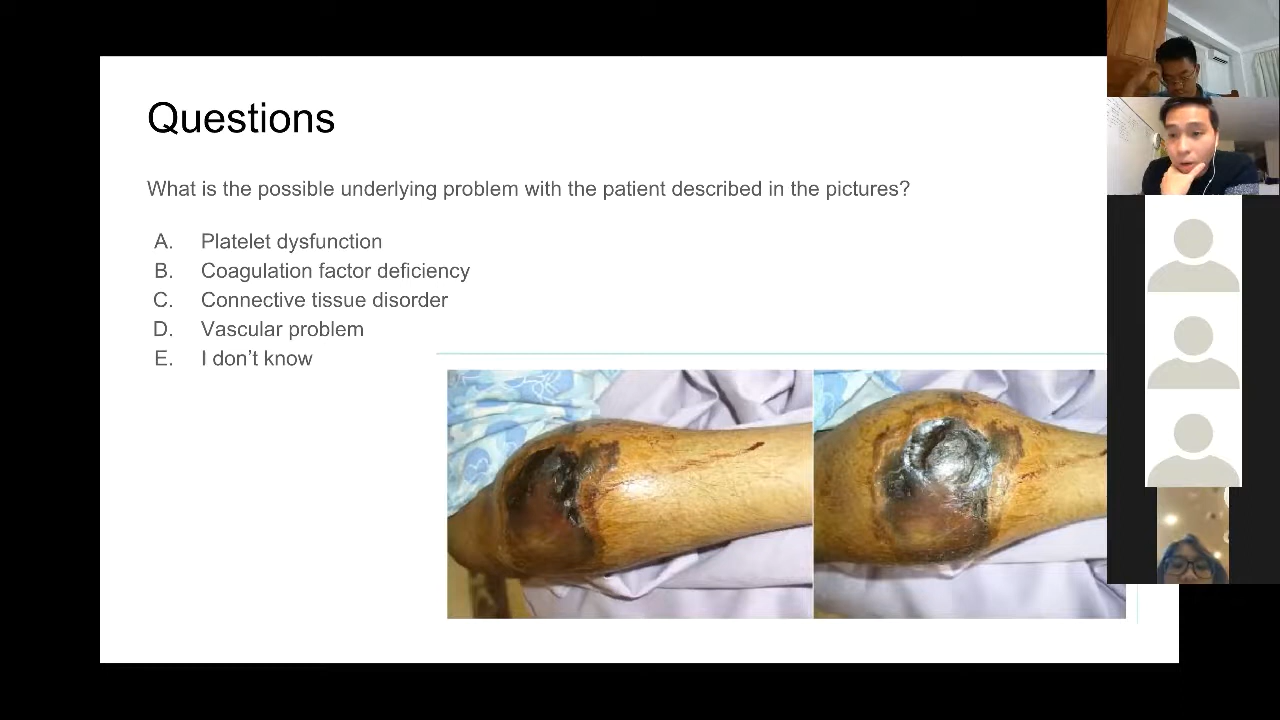 Questions
What is the possible underlying problem with the patient described in the pictures?
A. Platelet dysfunction
B. Coagulation factor deficiency
C. Connective tissue disorder
D. Vascular problem
E. I don't know